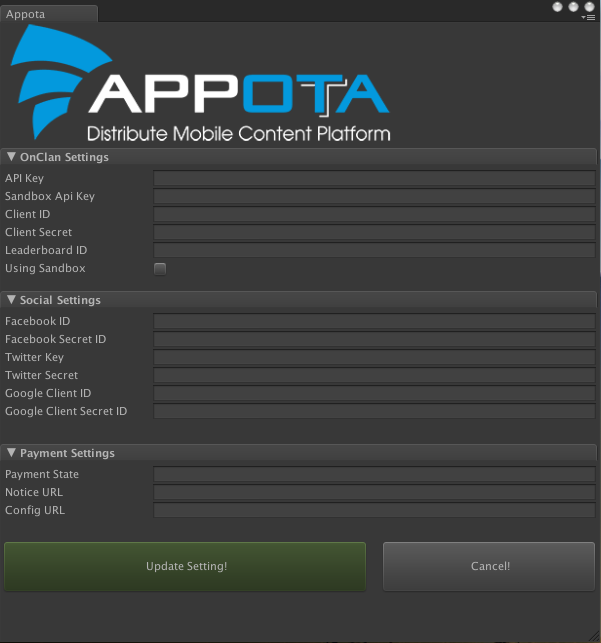 Appota
APPOTA
Distribute Mobile Content Platform
OnClan Settings
API Key
Sandbox Api Key
Client ID
Client Secret
Leaderboard ID
Using Sandbox
Social Settings
Facebook ID
Facebook Secret ID
Twitter Key
Twitter Secret
Google Client ID
Google Client Secret ID
Payment Settings
Payment State
Notice URL
Config URL
Update Setting! Cancel!